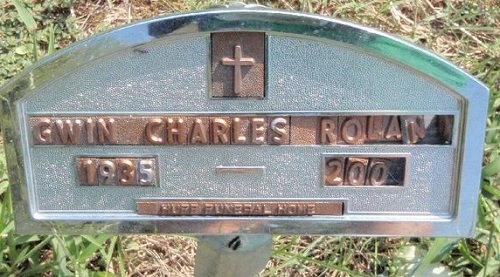 GWIN CHARLES ROLAN
1935 — 200
HUFF FUNERAL HOME